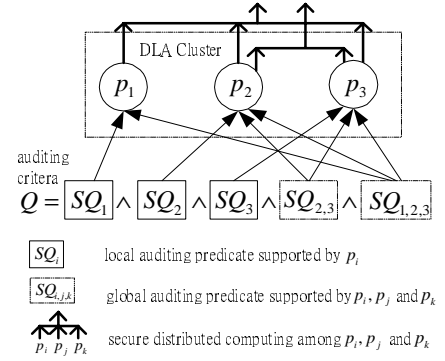 DLA Cluster
p1 p2 p3
auditing
critera
Q = SQ1 ∧ SQ2 ∧ SQ3 ∧ SQ2,3 ∧ SQ1,2,3
SQi local auditing predicate supported by pi
SQi,j,k global auditing predicate supported by pi, pj and pk
pi pj pk secure distributed computing among pi, pj and pk